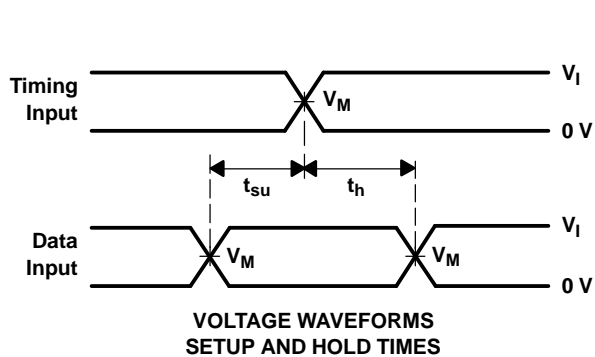 V_I
Timing
Input
V_M
0 V
t_su
t_h
V_I
Data
Input
V_M
V_M
0 V
VOLTAGE WAVEFORMS
SETUP AND HOLD TIMES